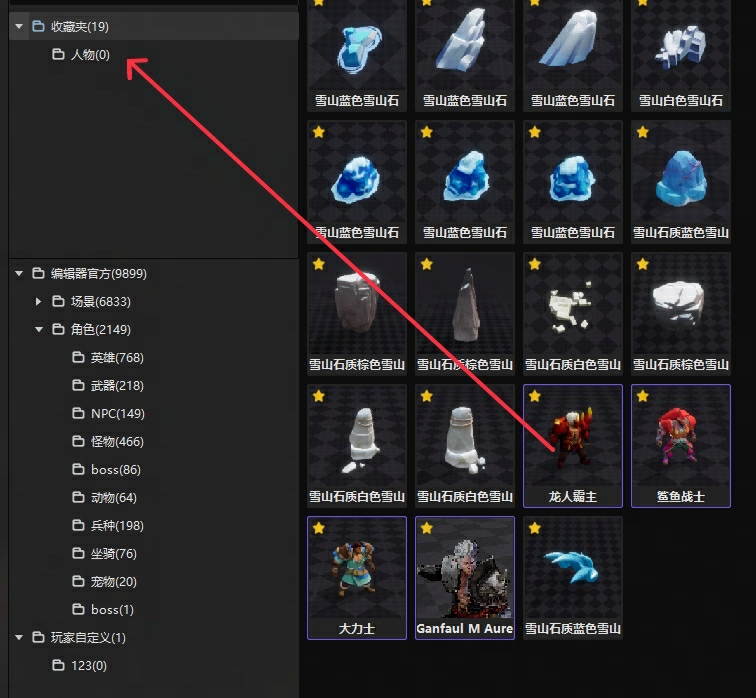 收藏夹(19)
人物(0)
编辑器官方(9899)
场景(6833)
角色(2149)
英雄(768)
武器(218)
NPC(149)
怪物(466)
boss(86)
动物(64)
兵种(198)
坐骑(76)
宠物(20)
boss(1)
玩家自定义(1)
123(0)
雪山蓝色雪山石
雪山蓝色雪山石
雪山蓝色雪山石
雪山白色雪山石
雪山蓝色雪山石
雪山蓝色雪山石
雪山蓝色雪山石
雪山石质蓝色雪山
雪山石质棕色雪山
雪山石质棕色雪山
雪山石质白色雪山
雪山石质棕色雪山
雪山石质白色雪山
雪山石质白色雪山
龙人霸主
鲨鱼战士
大力士
Ganfaul M Aure
雪山石质蓝色雪山